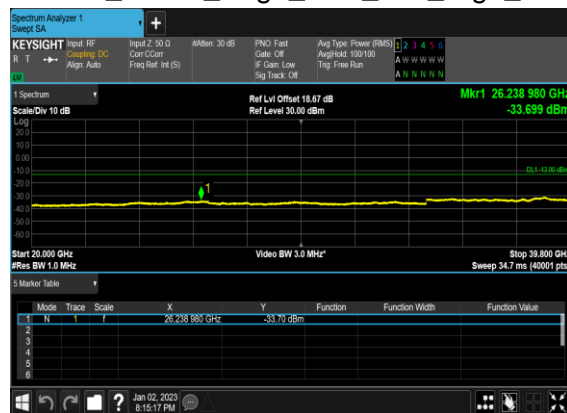 Spectrum Analyzer 1
Swept SA
+
KEYSIGHT
R T
Input: RF
Coupling: DC
Align: Auto
Input Z: 50 Ω
Corr CCorr
Freq Ref: Int (S)
#Atten: 30 dB
PNO: Fast
Gate: Off
IF Gain: Low
Sig Track: Off
Avg Type: Power (RMS)
Avg|Hold: 100/100
Trig: Free Run
1 2 3 4 5 6
A W W W W W
A N N N N N
1 Spectrum
Scale/Div 10 dB
Ref Lvl Offset 18.67 dB
Ref Level 30.00 dBm
Mkr1 26.238 980 GHz
-33.699 dBm
Log
20.0
10.0
0.00
-10.0
-20.0
-30.0
-40.0
-50.0
-60.0
1
DL1 -13.00 dBm
Start 20.000 GHz
#Res BW 1.0 MHz
Video BW 3.0 MHz*
Stop 39.800 GHz
Sweep 34.7 ms (40001 pts)
5 Marker Table
Mode Trace Scale X Y Function Function Width Function Value
1 N 1 f 26.238 980 GHz -33.70 dBm
2
3
4
5
6
?
Jan 02, 2023
8:15:17 PM